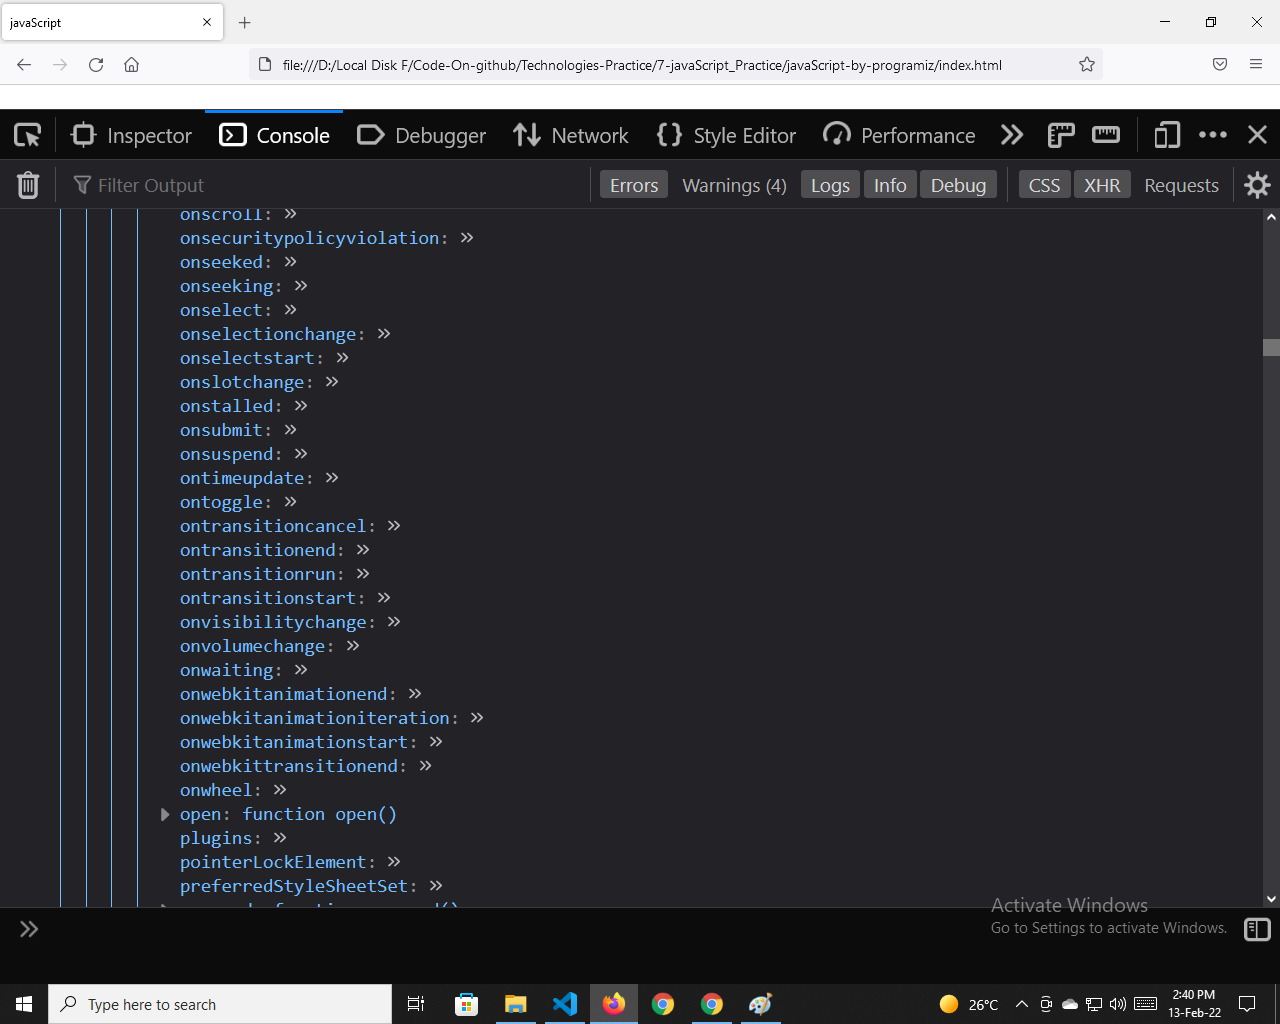 javaScript
file:///D:/Local Disk F/Code-On-github/Technologies-Practice/7-javaScript_Practice/javaScript-by-programiz/index.html
Inspector Console Debugger Network Style Editor Performance
Filter Output Errors Warnings (4) Logs Info Debug CSS XHR Requests
onscroll: »
onsecuritypolicyviolation: »
onseeked: »
onseeking: »
onselect: »
onselectionchange: »
onselectstart: »
onslotchange: »
onstalled: »
onsubmit: »
onsuspend: »
ontimeupdate: »
ontoggle: »
ontransitioncancel: »
ontransitionend: »
ontransitionrun: »
ontransitionstart: »
onvisibilitychange: »
onvolumechange: »
onwaiting: »
onwebkitanimationend: »
onwebkitanimationiteration: »
onwebkitanimationstart: »
onwebkittransitionend: »
onwheel: »
open: function open()
plugins: »
pointerLockElement: »
preferredStyleSheetSet: »
Activate Windows
Go to Settings to activate Windows.
Type here to search
26°C
2:40 PM
13-Feb-22